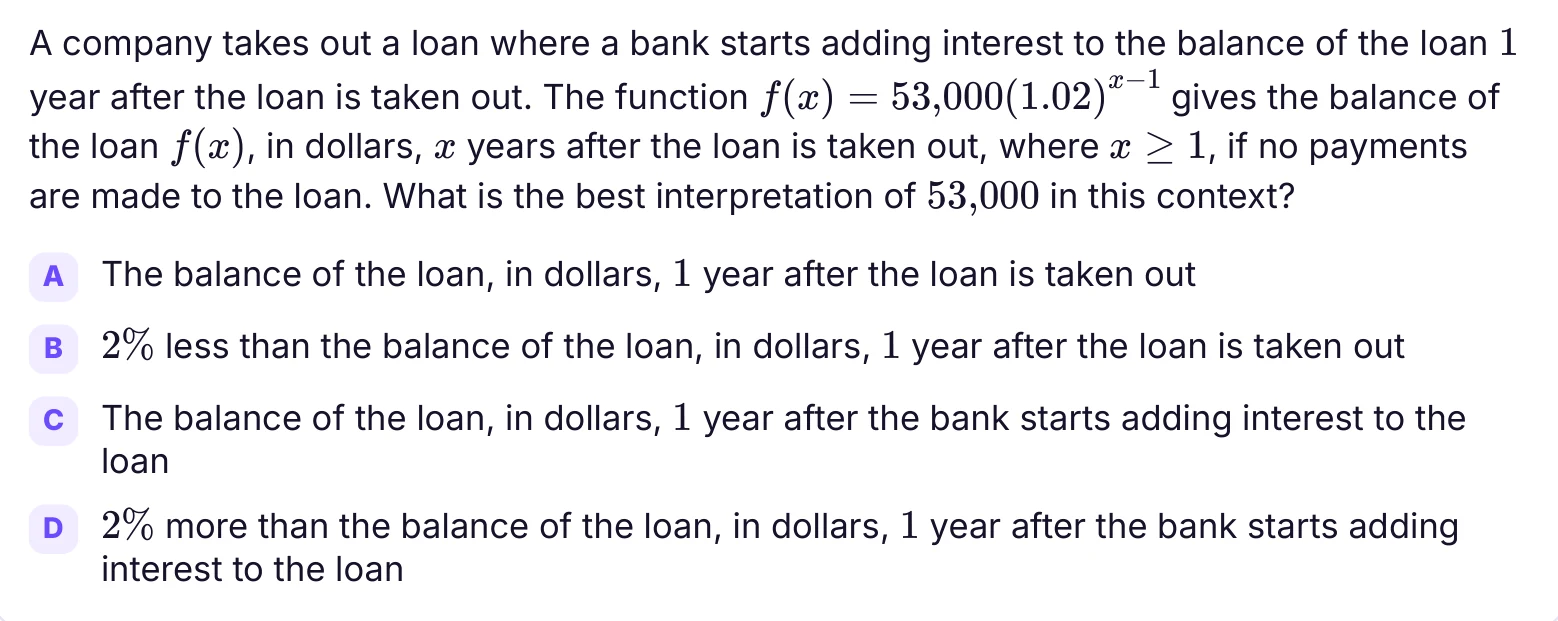 A company takes out a loan where a bank starts adding interest to the balance of the loan 1
year after the loan is taken out. The function f(x) = 53,000(1.02)^{x−1} gives the balance of
the loan f(x), in dollars, x years after the loan is taken out, where x ≥ 1, if no payments
are made to the loan. What is the best interpretation of 53,000 in this context?
A The balance of the loan, in dollars, 1 year after the loan is taken out
B 2% less than the balance of the loan, in dollars, 1 year after the loan is taken out
C The balance of the loan, in dollars, 1 year after the bank starts adding interest to the
loan
D 2% more than the balance of the loan, in dollars, 1 year after the bank starts adding
interest to the loan